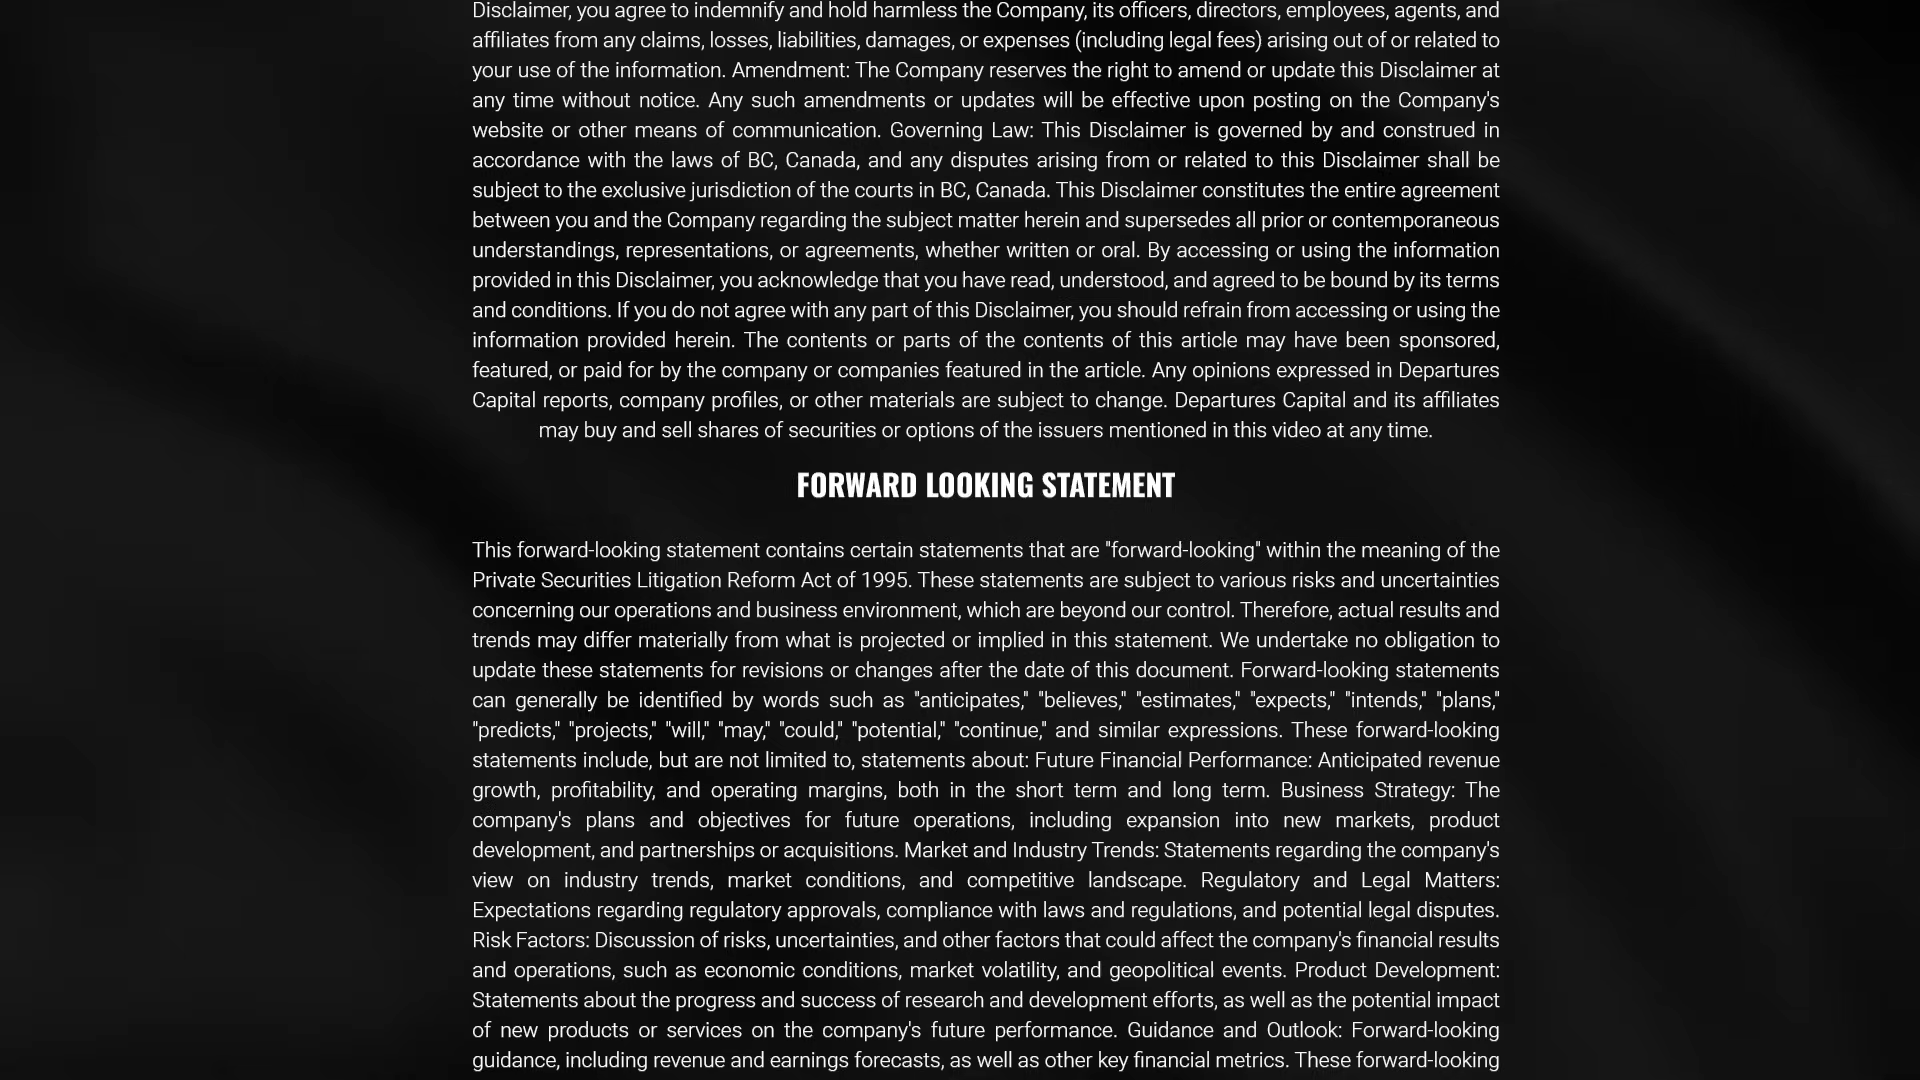 Disclaimer, you agree to indemnify and hold harmless the Company, its officers, directors, employees, agents, and
affiliates from any claims, losses, liabilities, damages, or expenses (including legal fees) arising out of or related to
your use of the information. Amendment: The Company reserves the right to amend or update this Disclaimer at
any time without notice. Any such amendments or updates will be effective upon posting on the Company's
website or other means of communication. Governing Law: This Disclaimer is governed by and construed in
accordance with the laws of BC, Canada, and any disputes arising from or related to this Disclaimer shall be
subject to the exclusive jurisdiction of the courts in BC, Canada. This Disclaimer constitutes the entire agreement
between you and the Company regarding the subject matter herein and supersedes all prior or contemporaneous
understandings, representations, or agreements, whether written or oral. By accessing or using the information
provided in this Disclaimer, you acknowledge that you have read, understood, and agreed to be bound by its terms
and conditions. If you do not agree with any part of this Disclaimer, you should refrain from accessing or using the
information provided herein. The contents or parts of the contents of this article may have been sponsored,
featured, or paid for by the company or companies featured in the article. Any opinions expressed in Departures
Capital reports, company profiles, or other materials are subject to change. Departures Capital and its affiliates
may buy and sell shares of securities or options of the issuers mentioned in this video at any time.
FORWARD LOOKING STATEMENT
This forward-looking statement contains certain statements that are "forward-looking" within the meaning of the
Private Securities Litigation Reform Act of 1995. These statements are subject to various risks and uncertainties
concerning our operations and business environment, which are beyond our control. Therefore, actual results and
trends may differ materially from what is projected or implied in this statement. We undertake no obligation to
update these statements for revisions or changes after the date of this document. Forward-looking statements
can generally be identified by words such as "anticipates," "believes," "estimates," "expects," "intends," "plans,"
"predicts," "projects," "will," "may," "could," "potential," "continue," and similar expressions. These forward-looking
statements include, but are not limited to, statements about: Future Financial Performance: Anticipated revenue
growth, profitability, and operating margins, both in the short term and long term. Business Strategy: The
company's plans and objectives for future operations, including expansion into new markets, product
development, and partnerships or acquisitions. Market and Industry Trends: Statements regarding the company's
view on industry trends, market conditions, and competitive landscape. Regulatory and Legal Matters:
Expectations regarding regulatory approvals, compliance with laws and regulations, and potential legal disputes.
Risk Factors: Discussion of risks, uncertainties, and other factors that could affect the company's financial results
and operations, such as economic conditions, market volatility, and geopolitical events. Product Development:
Statements about the progress and success of research and development efforts, as well as the potential impact
of new products or services on the company's future performance. Guidance and Outlook: Forward-looking
guidance, including revenue and earnings forecasts, as well as other key financial metrics. These forward-looking